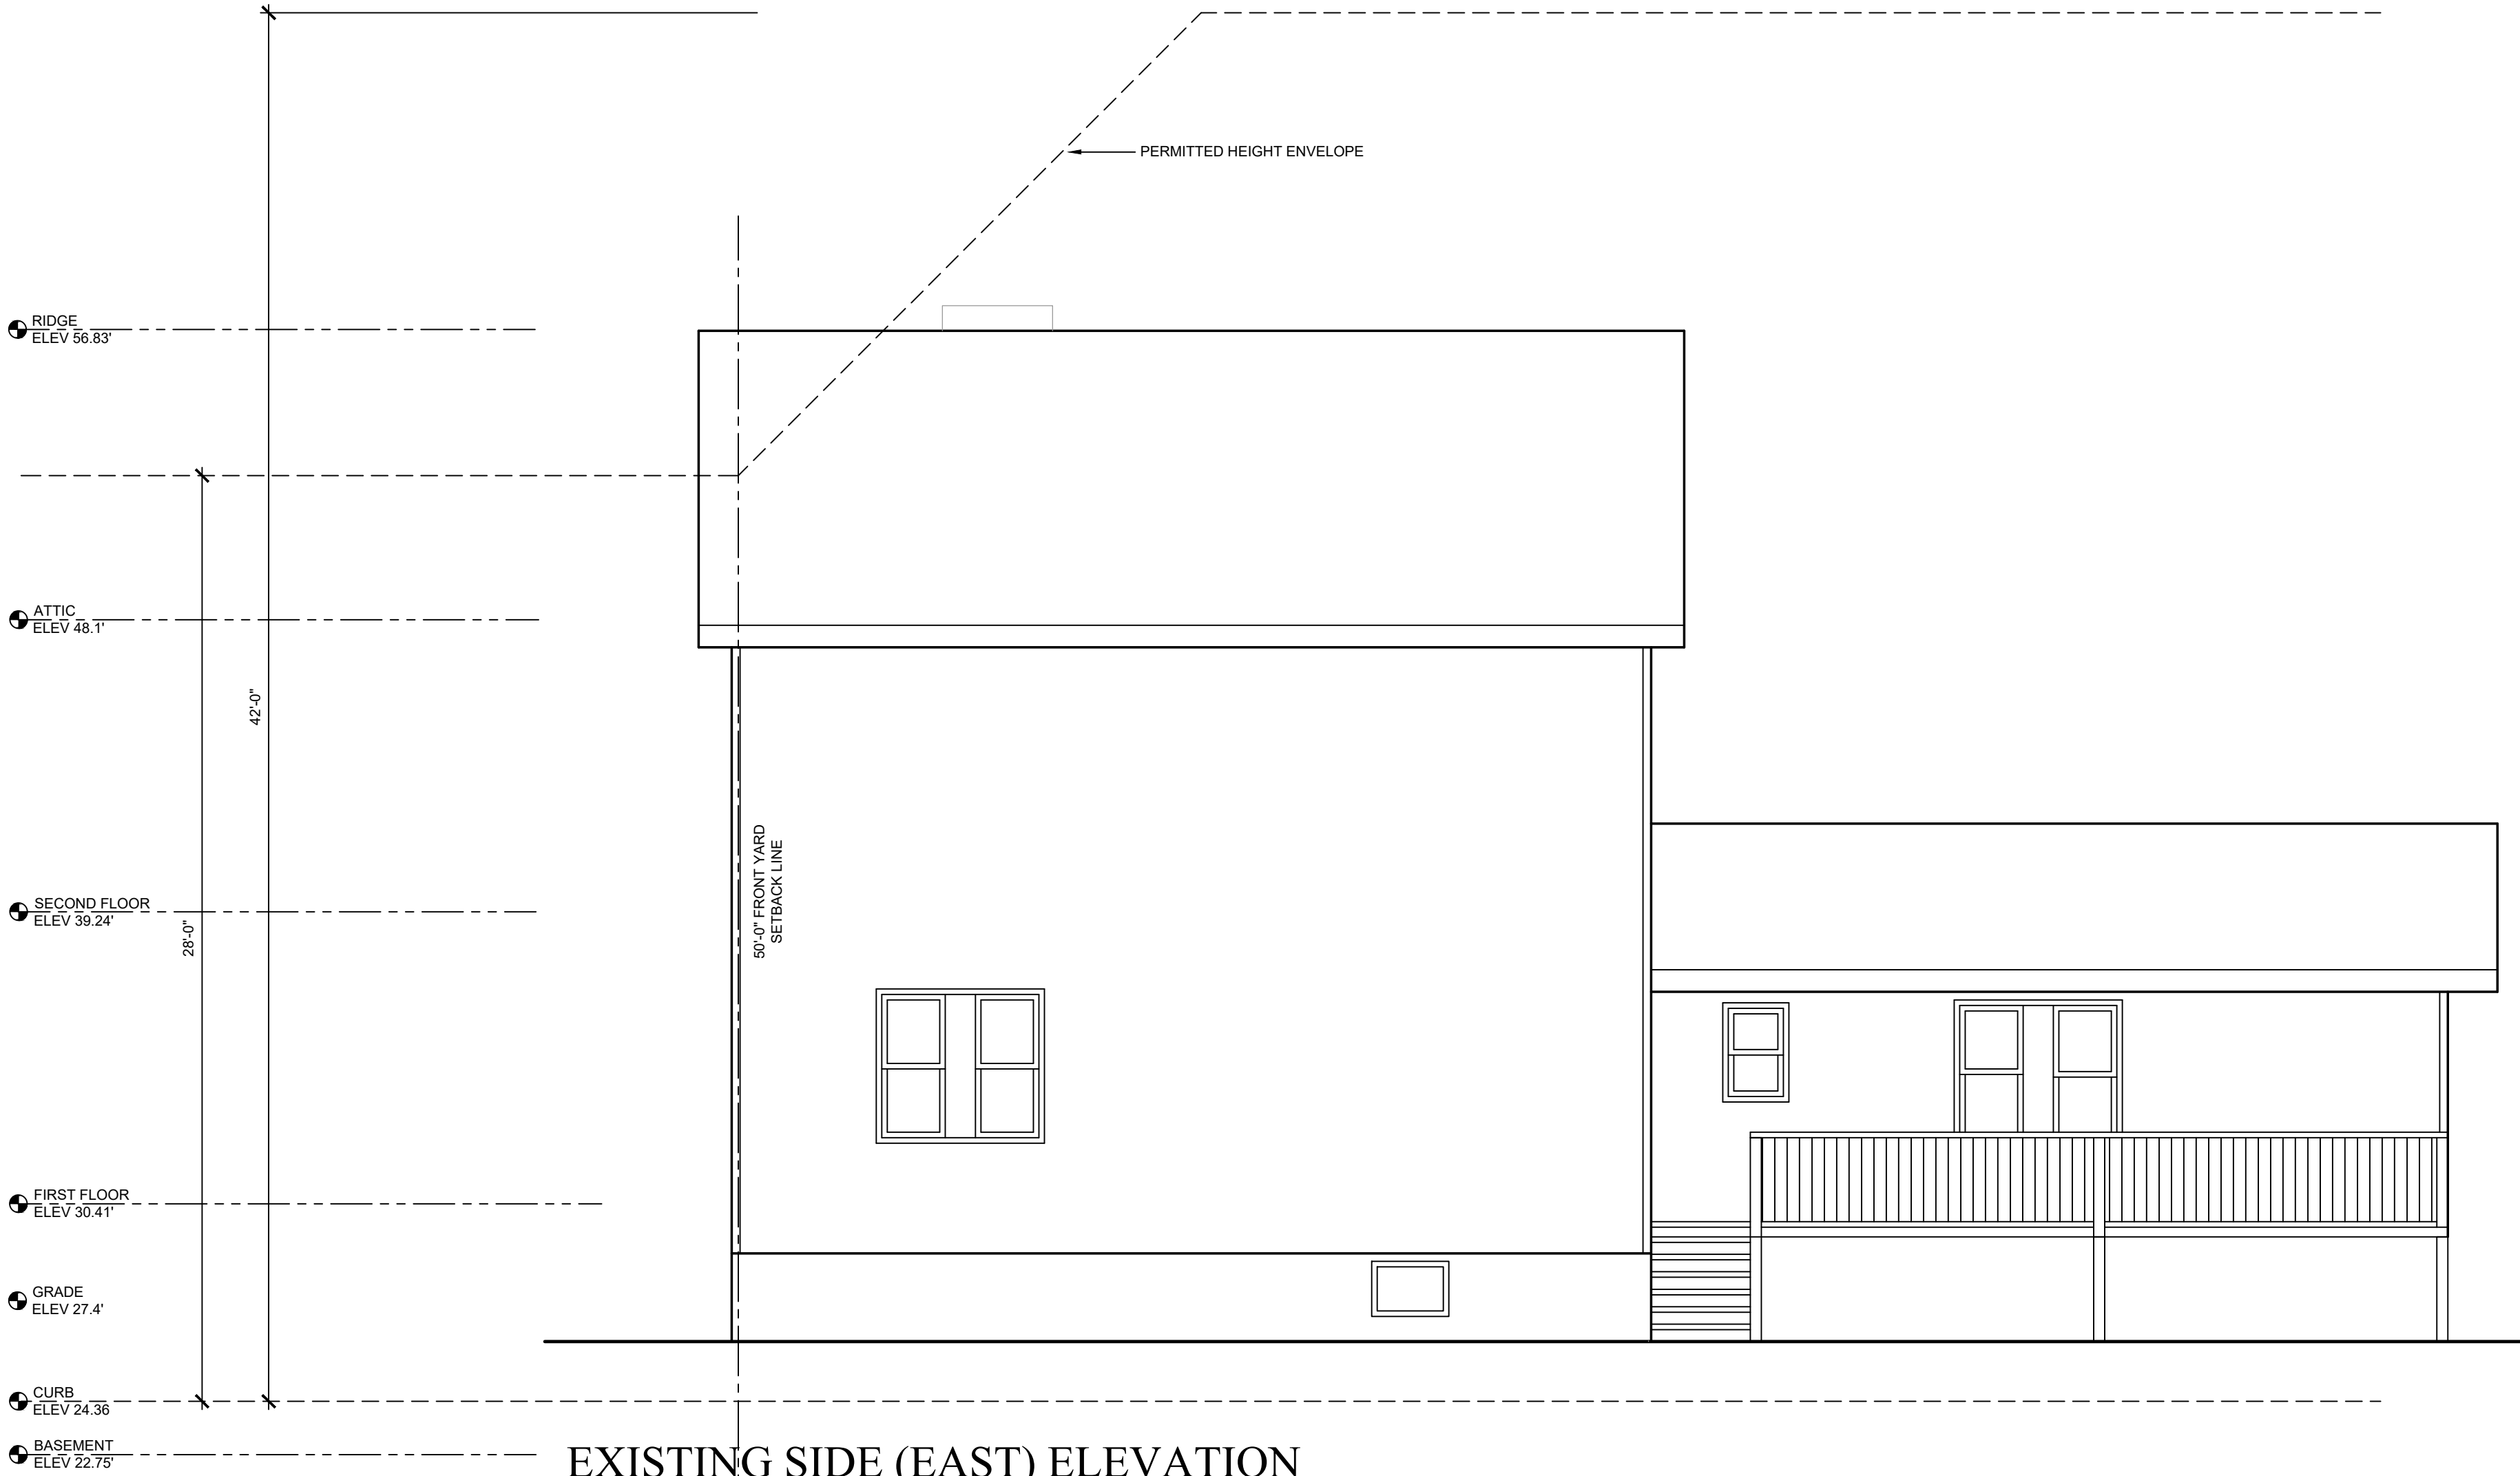 PERMITTED HEIGHT ENVELOPE
RIDGE
ELEV 56.83'
ATTIC
ELEV 48.1'
42'-0"
50'-0" FRONT YARD
SETBACK LINE
SECOND FLOOR
ELEV 39.24'
28'-0"
FIRST FLOOR
ELEV 30.41'
GRADE
ELEV 27.4'
CURB
ELEV 24.36
BASEMENT
ELEV 22.75'
EXISTING SIDE (EAST) ELEVATION